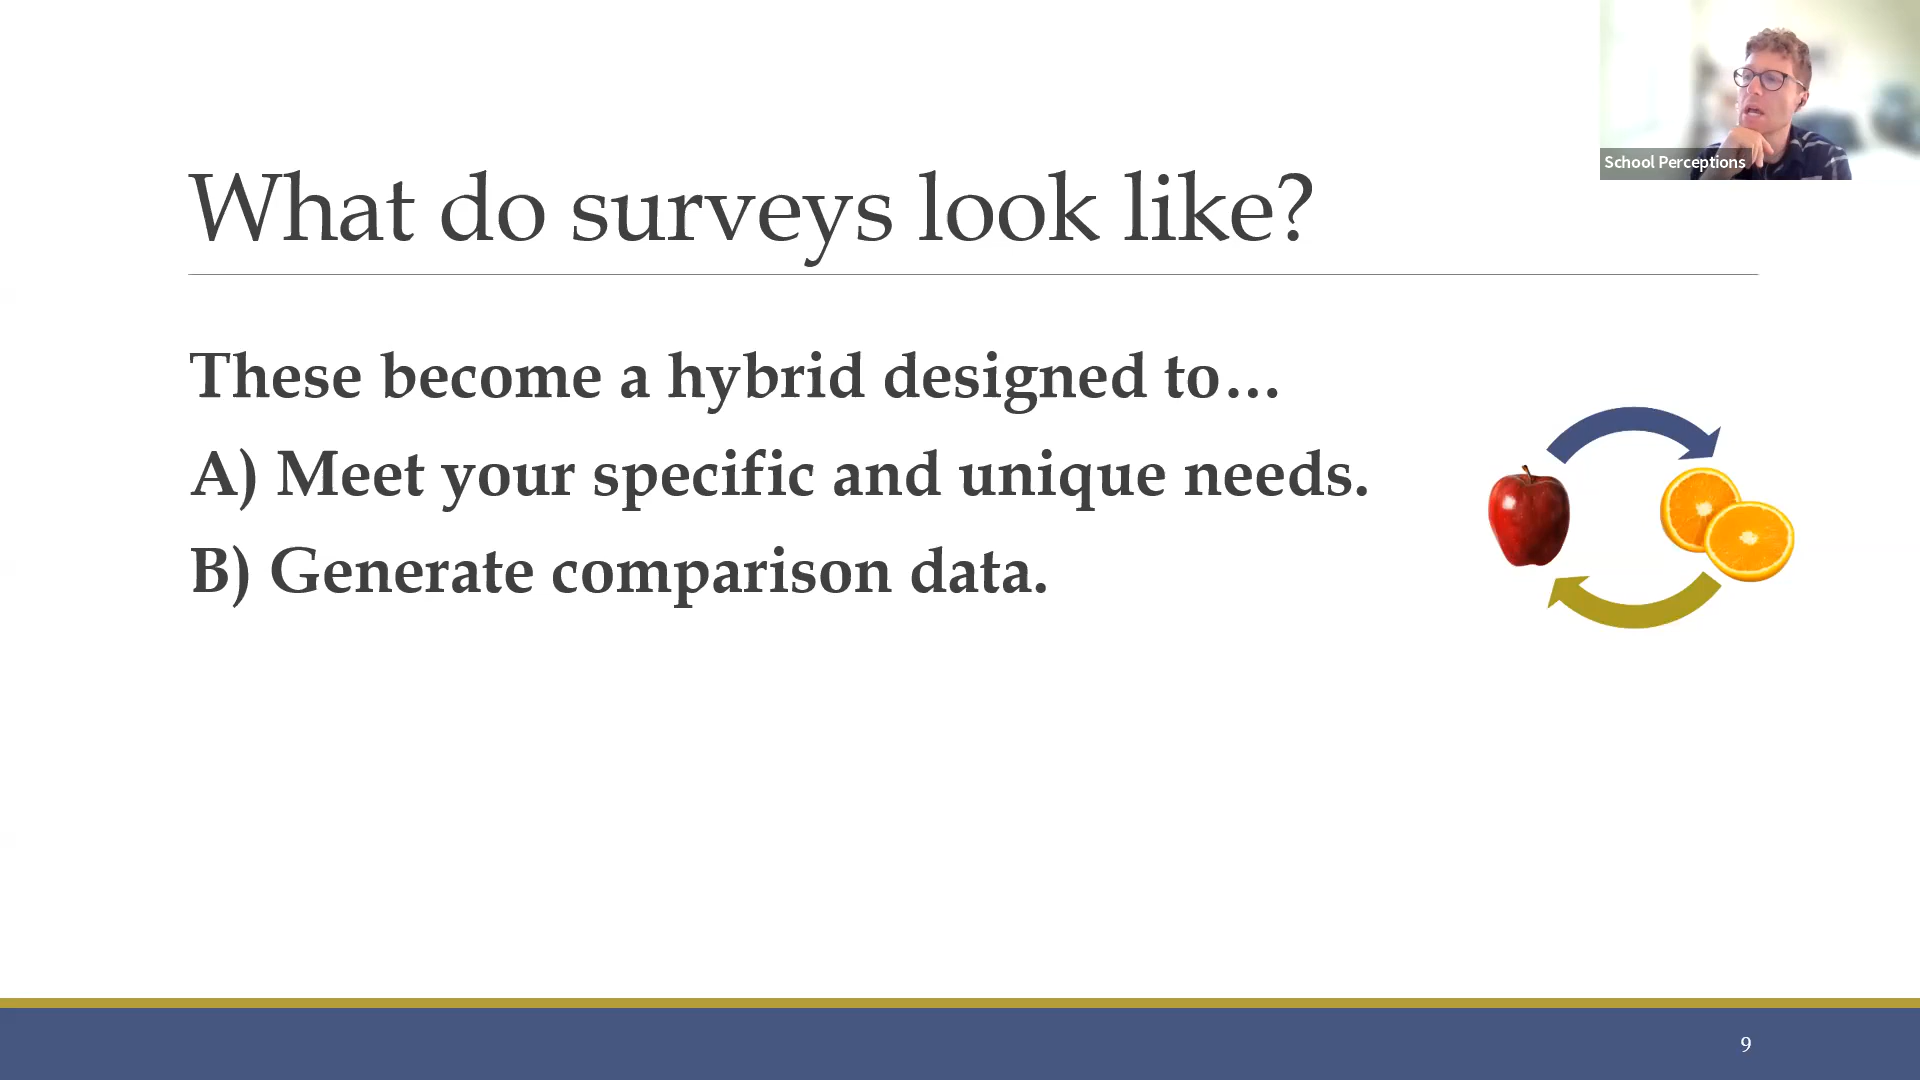 School Perceptions
What do surveys look like?
These become a hybrid designed to…
A) Meet your specific and unique needs.
B) Generate comparison data.
9